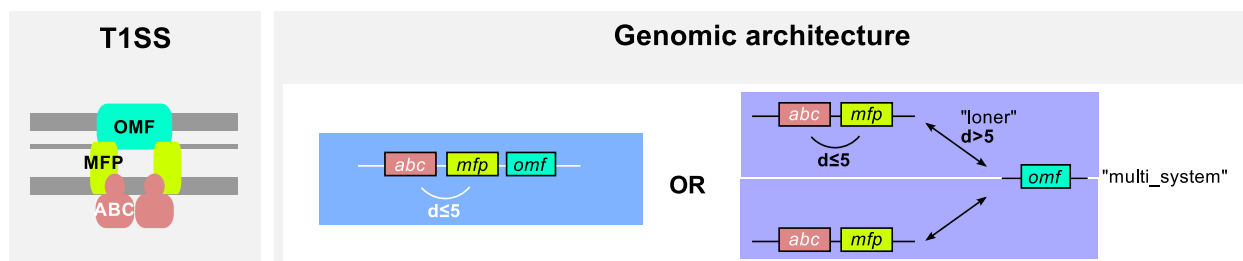 T1SS
OMF
MFP
ABC
Genomic architecture
abc mfp omf
d≤5
OR
abc mfp
d≤5
"loner"
d>5
omf
"multi_system"
abc mfp